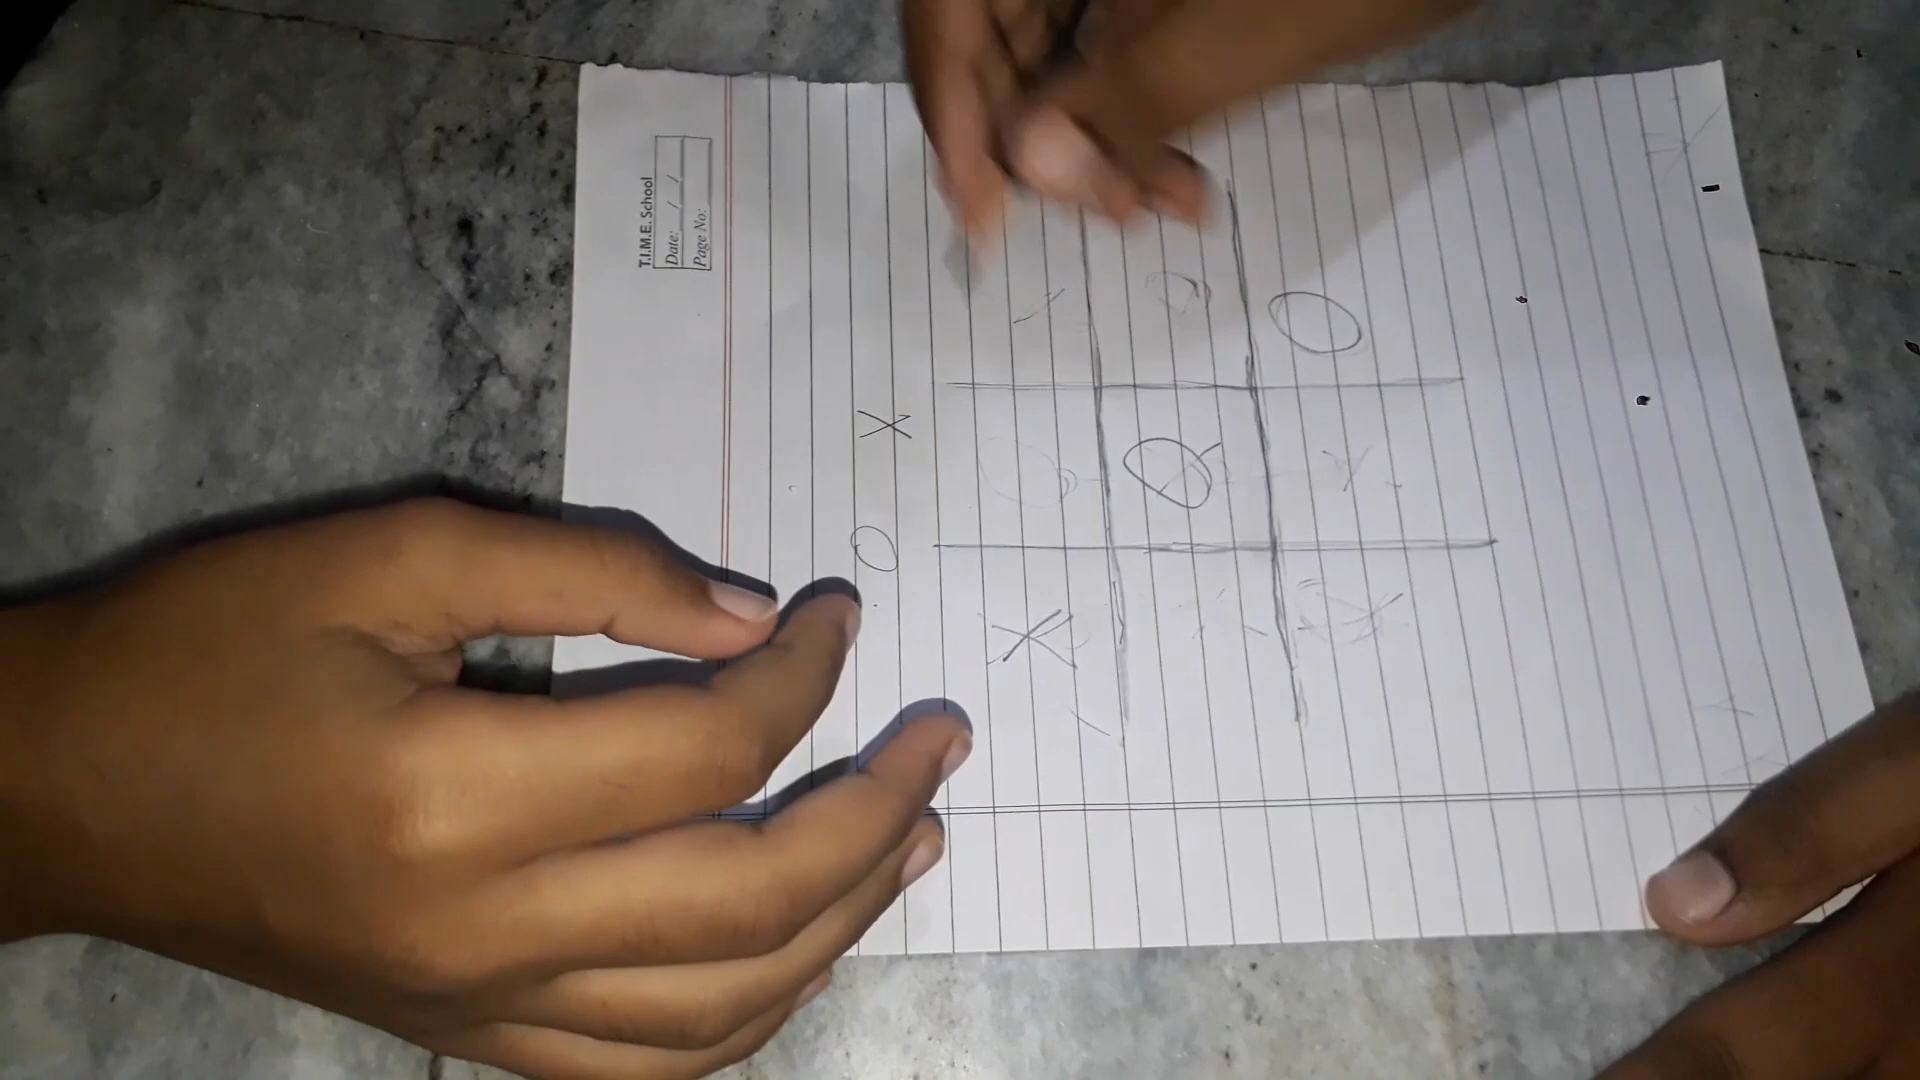 T.I.M.E. School
Date: / /
Page No:
X
O
O
O
X